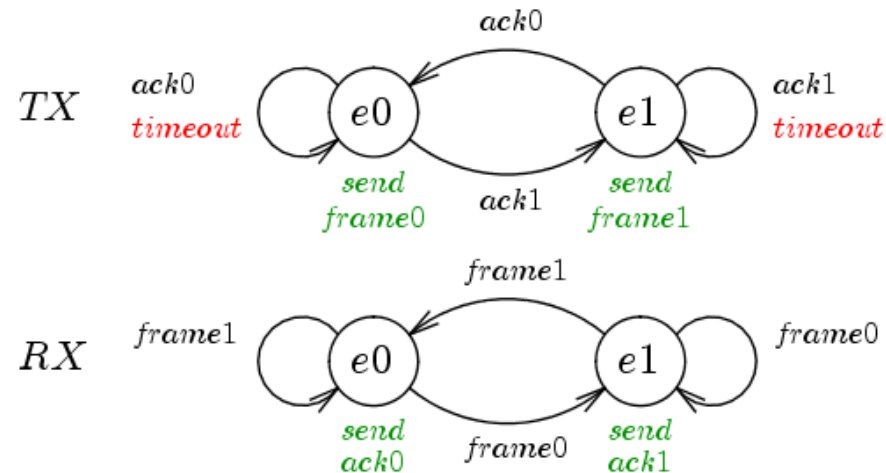 ack0
TX
ack0
timeout
e0
e1
ack1
timeout
send
frame0
ack1
send
frame1
frame1
RX
frame1
e0
e1
frame0
send
ack0
frame0
send
ack1